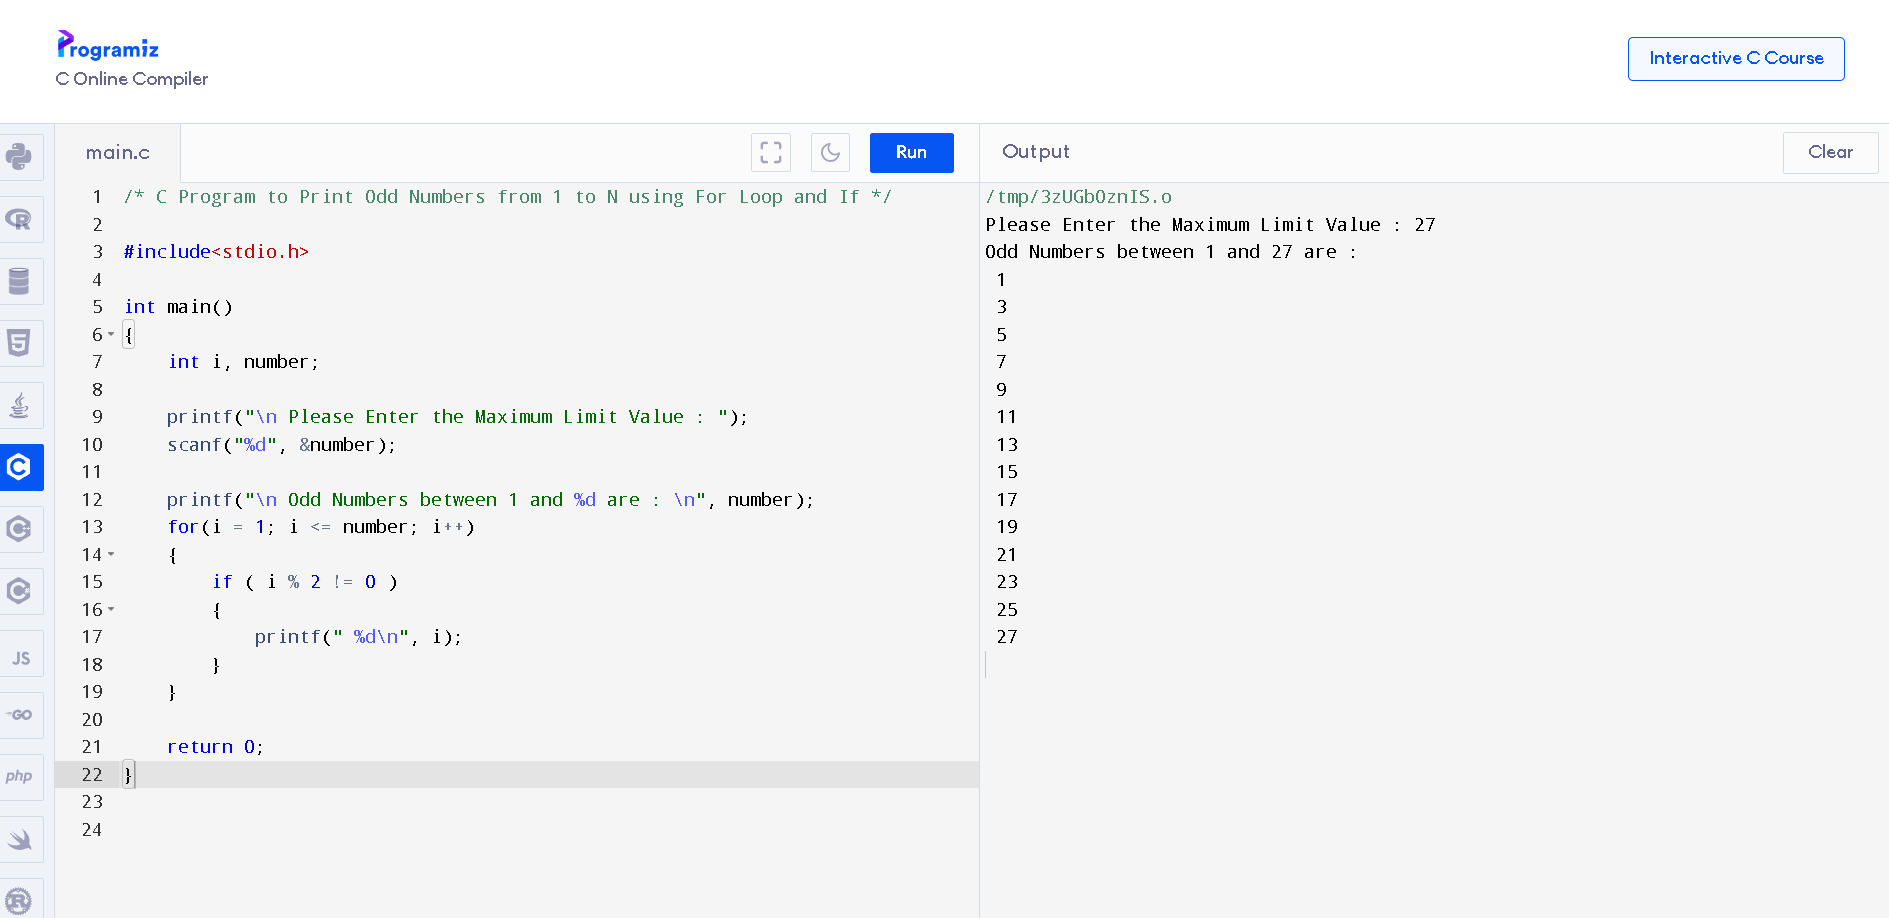 Programiz
C Online Compiler
Interactive C Course
main.c
Run
Output
Clear
1 /* C Program to Print Odd Numbers from 1 to N using For Loop and If */
2
3 #include<stdio.h>
4
5 int main()
6 {
7     int i, number;
8
9     printf("\n Please Enter the Maximum Limit Value : ");
10     scanf("%d", &number);
11
12     printf("\n Odd Numbers between 1 and %d are : \n", number);
13     for(i = 1; i <= number; i++)
14     {
15         if ( i % 2 != 0 )
16         {
17             printf(" %d\n", i);
18         }
19     }
20
21     return 0;
22 }
23
24
/tmp/3zUGbOznIS.o
Please Enter the Maximum Limit Value : 27
Odd Numbers between 1 and 27 are :
1
3
5
7
9
11
13
15
17
19
21
23
25
27
R
5
C
C
C
JS
GO
php
R